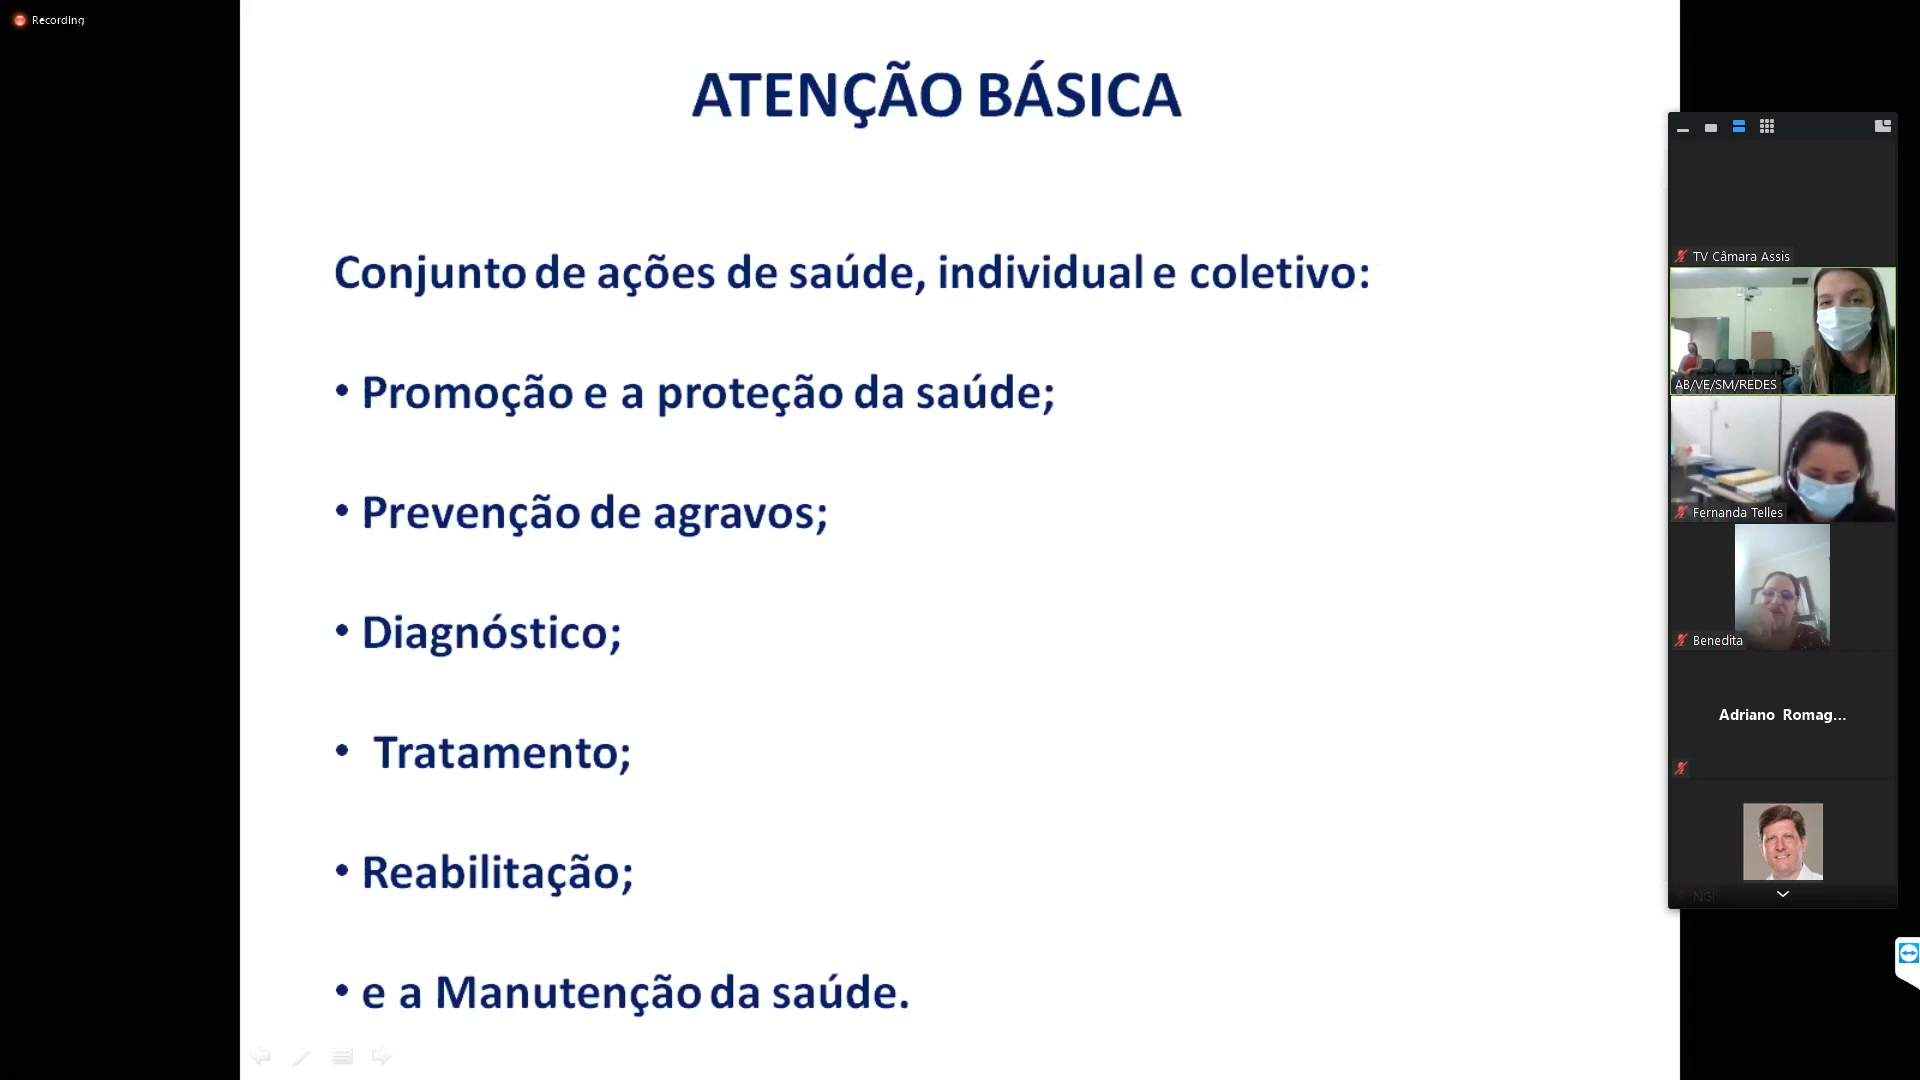 Recording
ATENÇÃO BÁSICA
Conjunto de ações de saúde, individual e coletivo:
• Promoção e a proteção da saúde;
• Prevenção de agravos;
• Diagnóstico;
• Tratamento;
• Reabilitação;
• e a Manutenção da saúde.
TV Câmara Assis
AB/VE/SM/REDES
Fernanda Telles
Benedita
Adriano Romag...